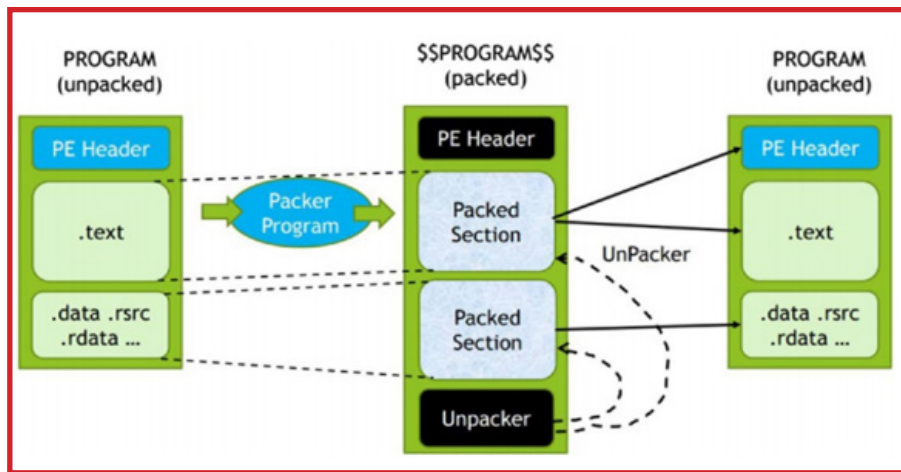 PROGRAM
(unpacked)
PE Header
.text
.data .rsrc
.rdata ...
Packer
Program
$$PROGRAM$$
(packed)
PE Header
Packed
Section
Packed
Section
Unpacker
UnPacker
PROGRAM
(unpacked)
PE Header
.text
.data .rsrc
.rdata ...